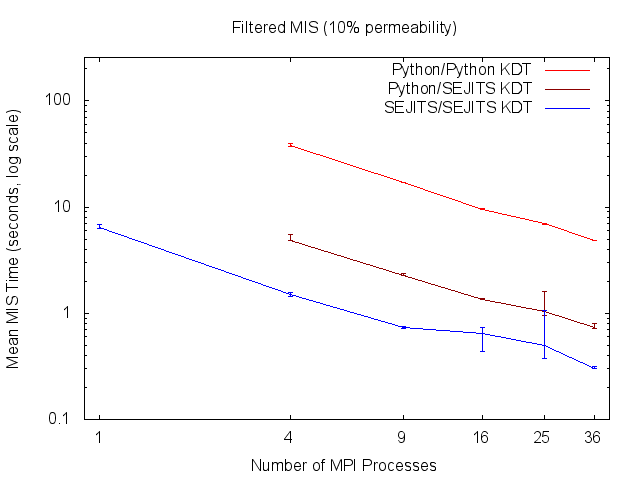 Filtered MIS (10% permeability)
Python/Python KDT
Python/SEJITS KDT
SEJITS/SEJITS KDT
100
10
1
0.1
Mean MIS Time (seconds, log scale)
1 4 9 16 25 36
Number of MPI Processes